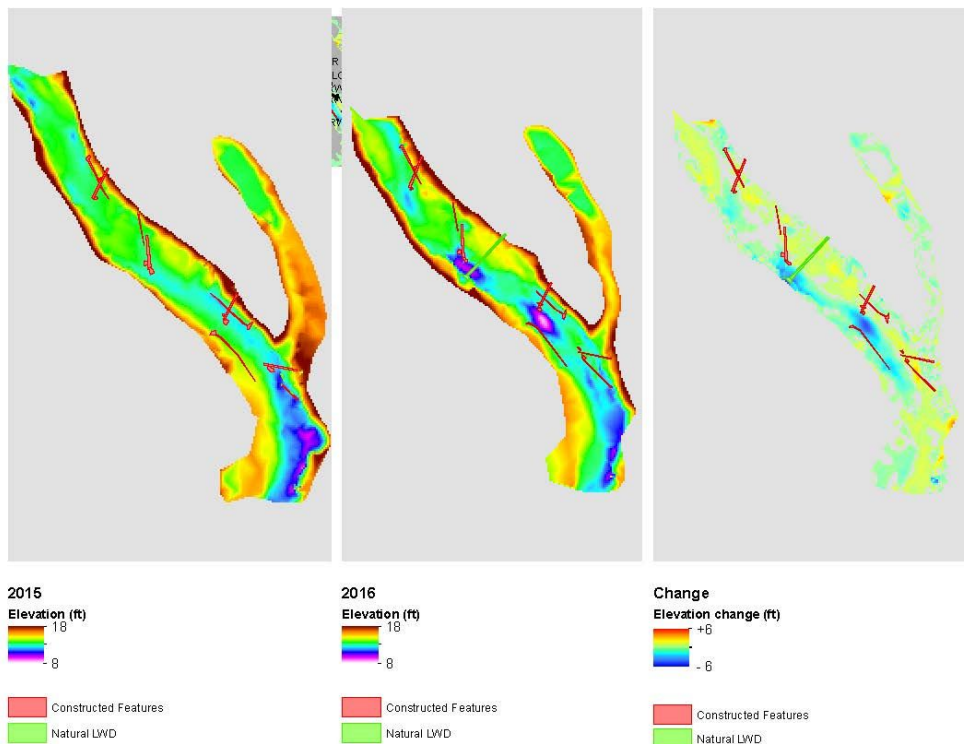 R
2015
Elevation (ft)
18
8
Constructed Features
Natural LWD
2016
Elevation (ft)
18
8
Constructed Features
Natural LWD
Change
Elevation change (ft)
+6
- 6
Constructed Features
Natural LWD